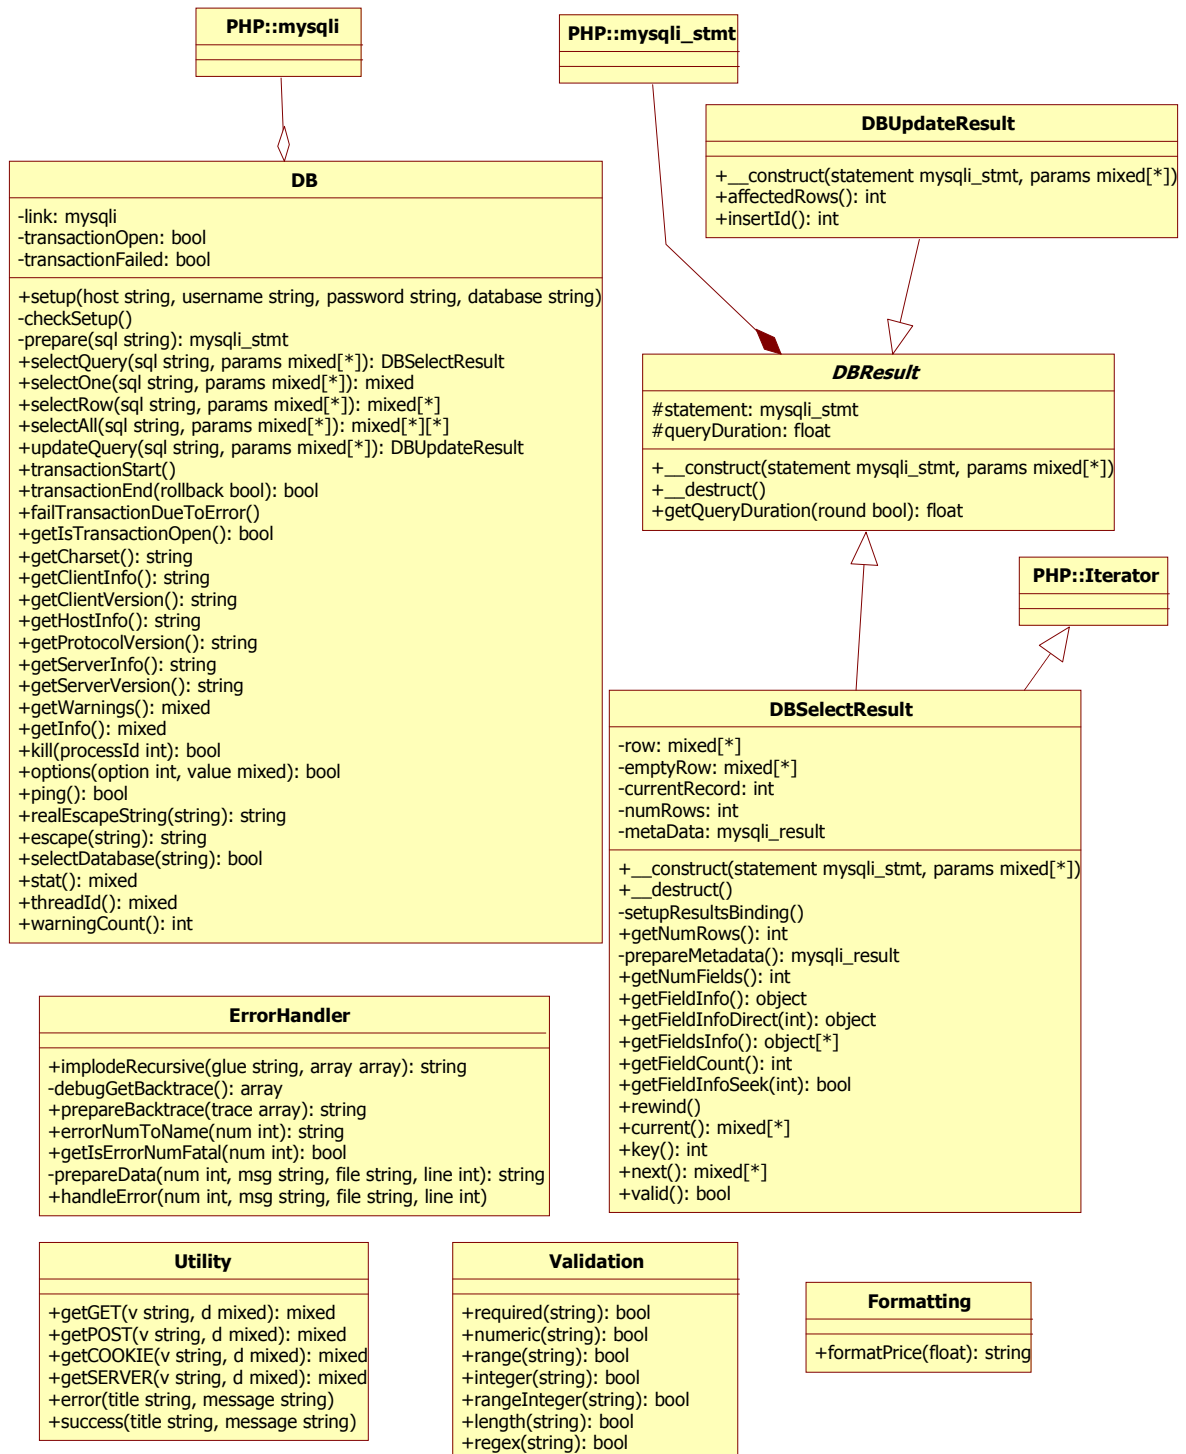 PHP::mysqli
PHP::mysqli_stmt
DBUpdateResult
+__construct(statement mysqli_stmt, params mixed[*])
+affectedRows(): int
+insertId(): int
DB
-link: mysqli
-transactionOpen: bool
-transactionFailed: bool
+setup(host string, username string, password string, database string)
-checkSetup()
-prepare(sql string): mysqli_stmt
+selectQuery(sql string, params mixed[*]): DBSelectResult
+selectOne(sql string, params mixed[*]): mixed
+selectRow(sql string, params mixed[*]): mixed[*]
+selectAll(sql string, params mixed[*]): mixed[*][*]
+updateQuery(sql string, params mixed[*]): DBUpdateResult
+transactionStart()
+transactionEnd(rollback bool): bool
+failTransactionDueToError()
+getIsTransactionOpen(): bool
+getCharset(): string
+getClientInfo(): string
+getClientVersion(): string
+getHostInfo(): string
+getProtocolVersion(): string
+getServerInfo(): string
+getServerVersion(): string
+getWarnings(): mixed
+getInfo(): mixed
+kill(processId int): bool
+options(option int, value mixed): bool
+ping(): bool
+realEscapeString(string): string
+escape(string): string
+selectDatabase(string): bool
+stat(): mixed
+threadId(): mixed
+warningCount(): int
DBResult
#statement: mysqli_stmt
#queryDuration: float
+__construct(statement mysqli_stmt, params mixed[*])
+__destruct()
+getQueryDuration(round bool): float
PHP::Iterator
DBSelectResult
-row: mixed[*]
-emptyRow: mixed[*]
-currentRecord: int
-numRows: int
-metaData: mysqli_result
+__construct(statement mysqli_stmt, params mixed[*])
+__destruct()
-setupResultsBinding()
+getNumRows(): int
-prepareMetadata(): mysqli_result
+getNumFields(): int
+getFieldInfo(): object
+getFieldInfoDirect(int): object
+getFieldsInfo(): object[*]
+getFieldCount(): int
+getFieldInfoSeek(int): bool
+rewind()
+current(): mixed[*]
+key(): int
+next(): mixed[*]
+valid(): bool
ErrorHandler
+implodeRecursive(glue string, array array): string
-debugGetBacktrace(): array
+prepareBacktrace(trace array): string
+errorNumToName(num int): string
+getIsErrorNumFatal(num int): bool
-prepareData(num int, msg string, file string, line int): string
+handleError(num int, msg string, file string, line int)
Utility
+getGET(v string, d mixed): mixed
+getPOST(v string, d mixed): mixed
+getCOOKIE(v string, d mixed): mixed
+getSERVER(v string, d mixed): mixed
+error(title string, message string)
+success(title string, message string)
Validation
+required(string): bool
+numeric(string): bool
+range(string): bool
+integer(string): bool
+rangeInteger(string): bool
+length(string): bool
+regex(string): bool
Formatting
+formatPrice(float): string